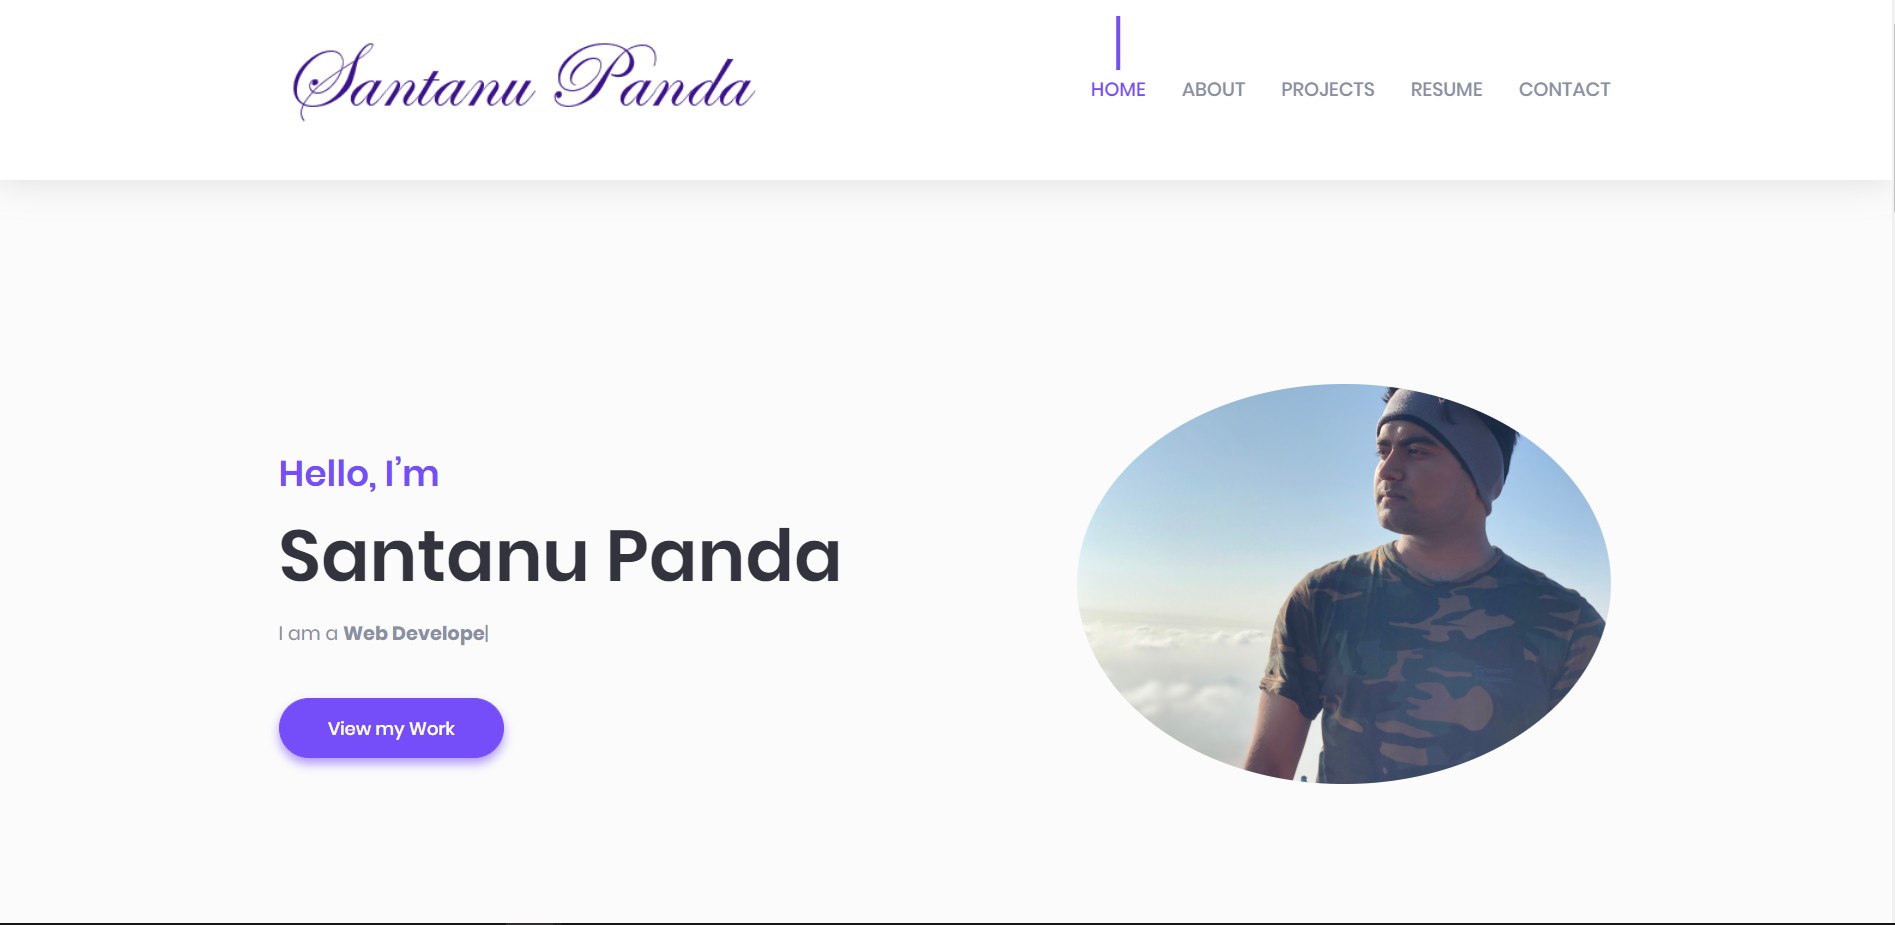 Santanu Panda
HOME ABOUT PROJECTS RESUME CONTACT
Hello, I’m
Santanu Panda
I am a Web Develope|
View my Work